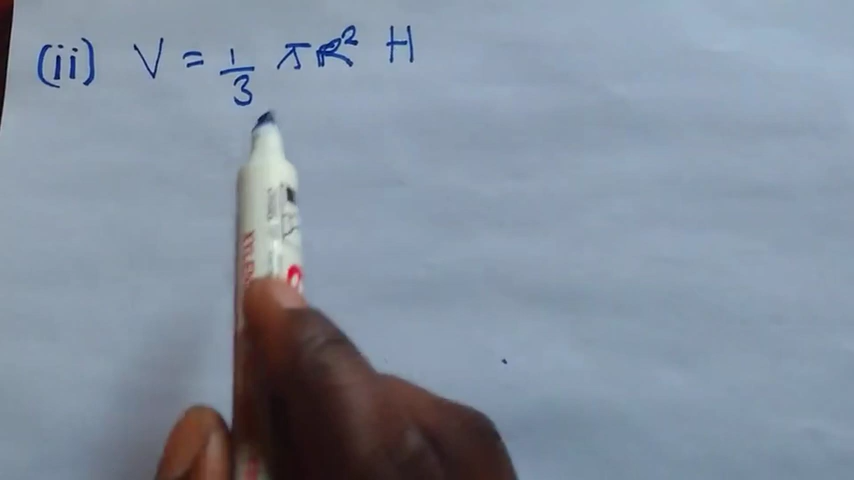 (ii) V = 1/3 πR² H